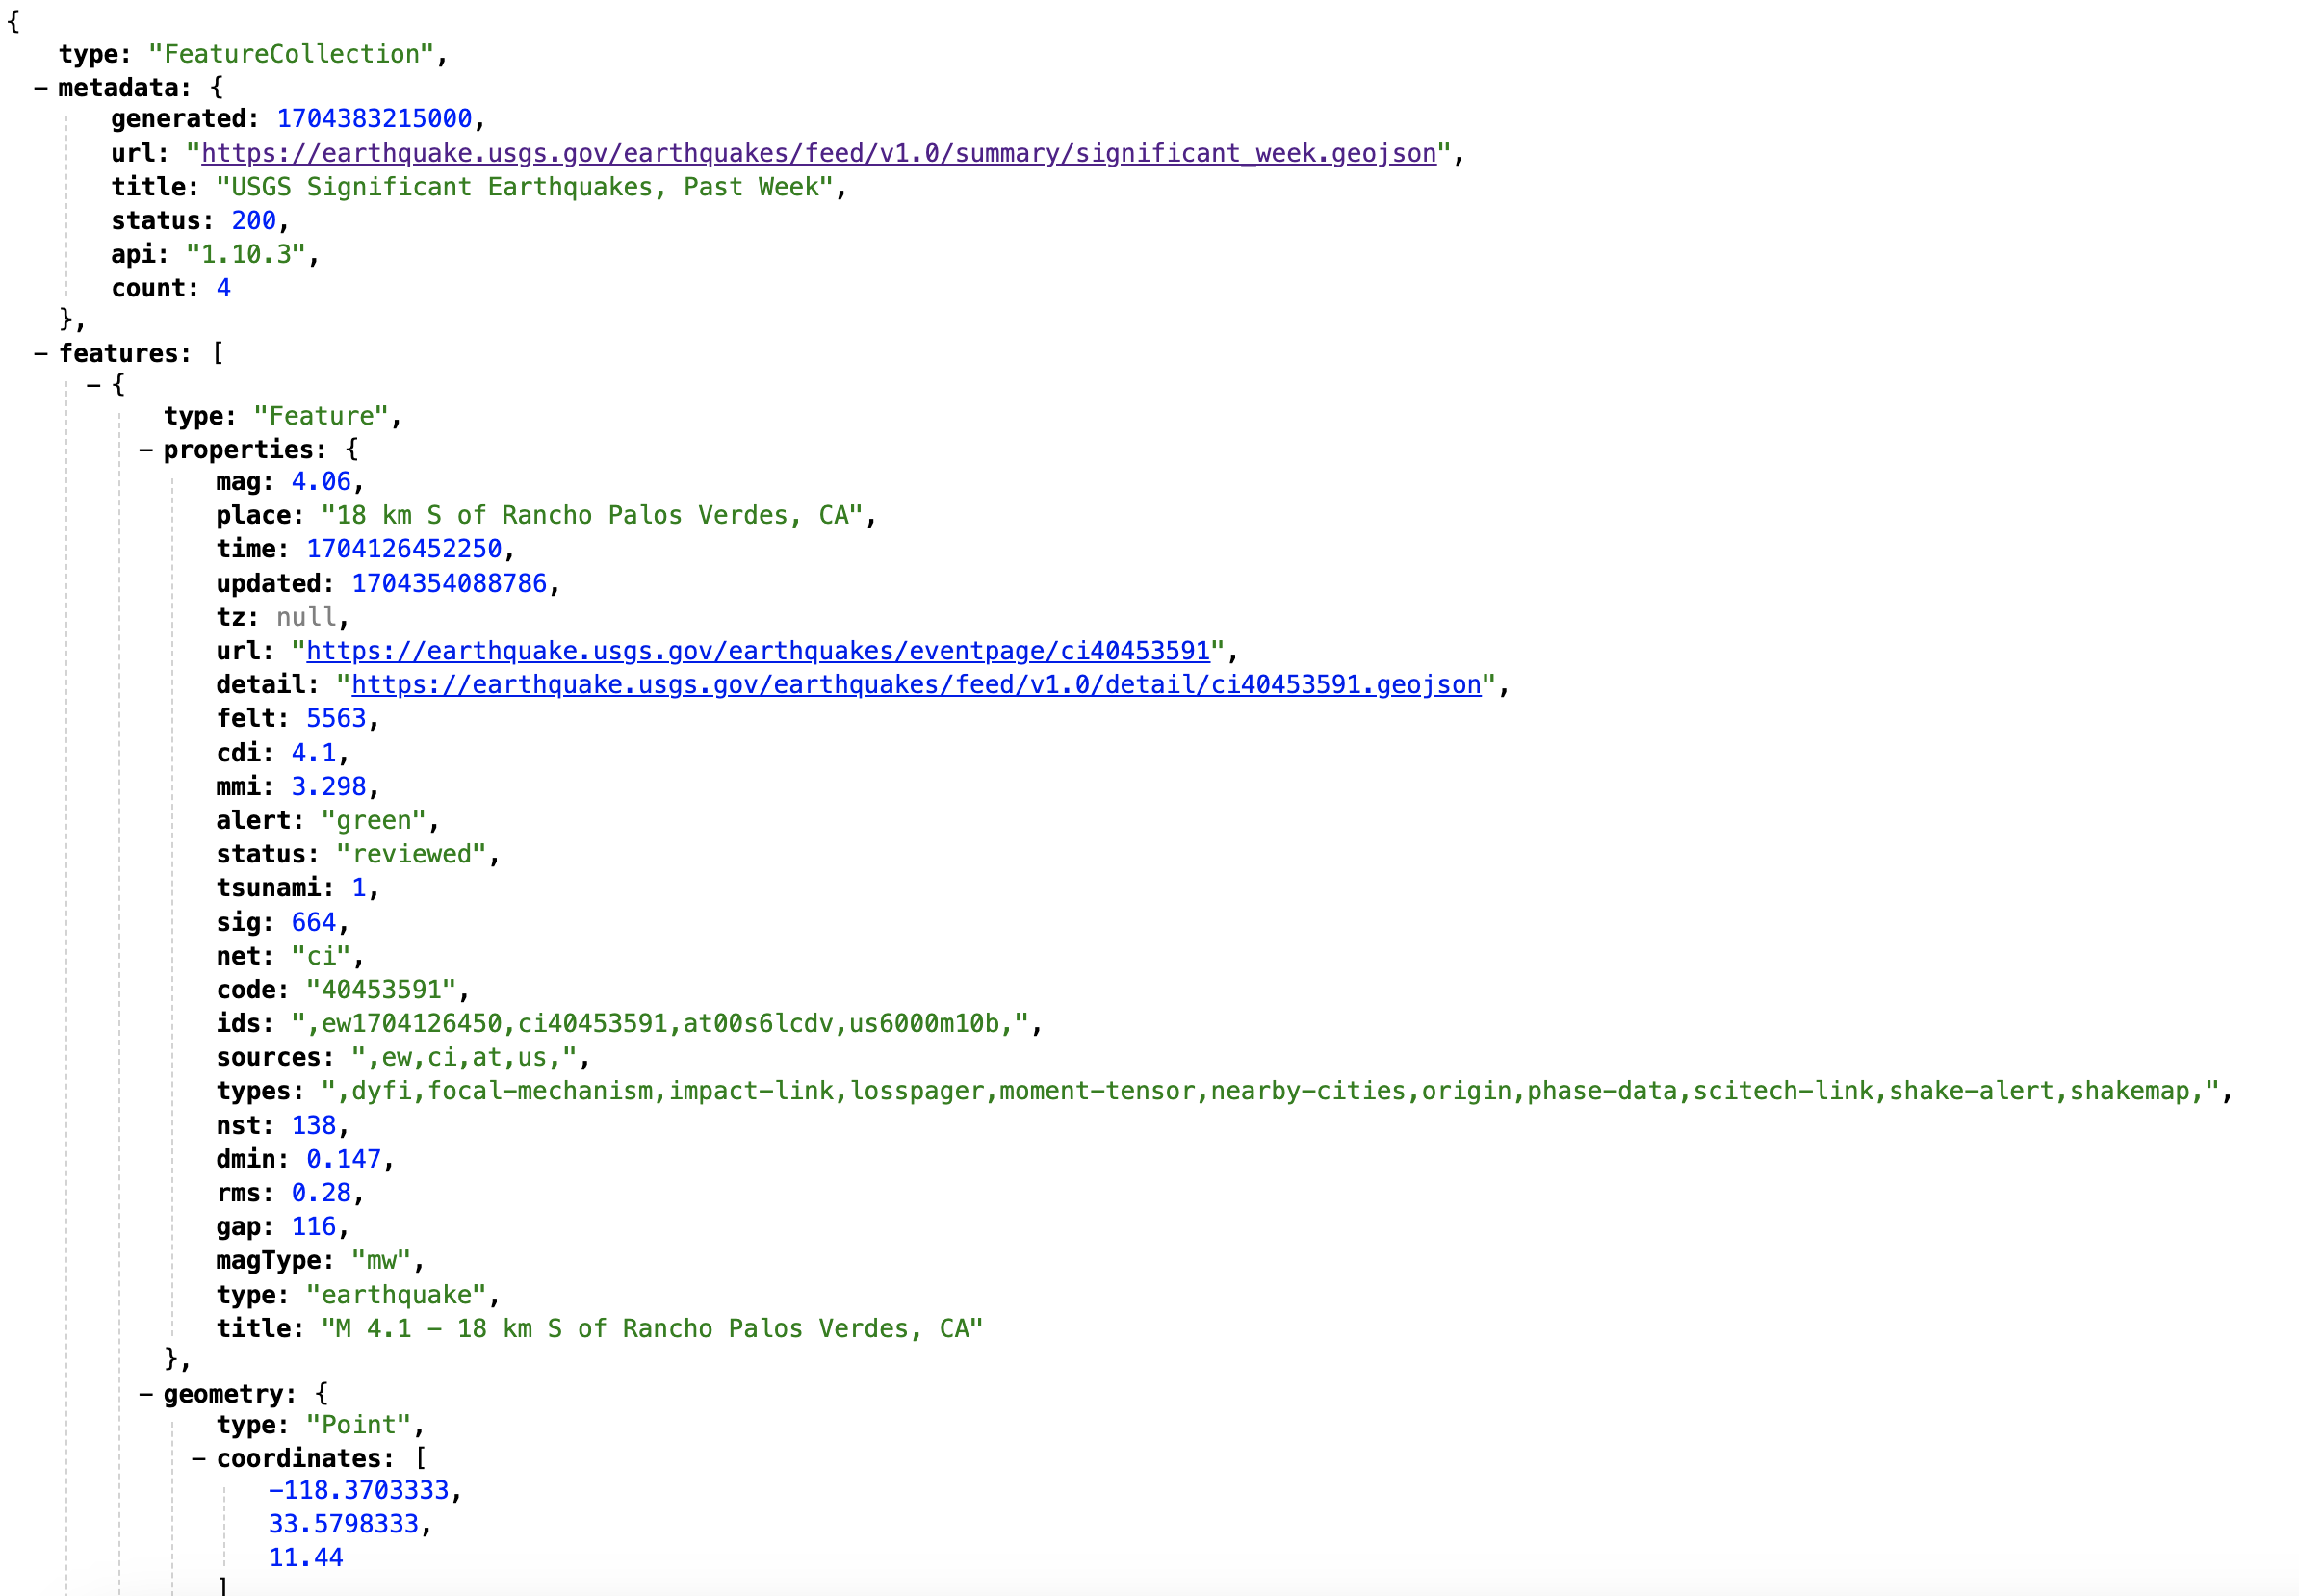 {
type: "FeatureCollection",
– metadata: {
generated: 1704383215000,
url: "https://earthquake.usgs.gov/earthquakes/feed/v1.0/summary/significant_week.geojson",
title: "USGS Significant Earthquakes, Past Week",
status: 200,
api: "1.10.3",
count: 4
},
– features: [
– {
type: "Feature",
– properties: {
mag: 4.06,
place: "18 km S of Rancho Palos Verdes, CA",
time: 1704126452250,
updated: 1704354088786,
tz: null,
url: "https://earthquake.usgs.gov/earthquakes/eventpage/ci40453591",
detail: "https://earthquake.usgs.gov/earthquakes/feed/v1.0/detail/ci40453591.geojson",
felt: 5563,
cdi: 4.1,
mmi: 3.298,
alert: "green",
status: "reviewed",
tsunami: 1,
sig: 664,
net: "ci",
code: "40453591",
ids: ",ew1704126450,ci40453591,at00s6lcdv,us6000m10b,",
sources: ",ew,ci,at,us,",
types: ",dyfi,focal-mechanism,impact-link,losspager,moment-tensor,nearby-cities,origin,phase-data,scitech-link,shake-alert,shakemap,",
nst: 138,
dmin: 0.147,
rms: 0.28,
gap: 116,
magType: "mw",
type: "earthquake",
title: "M 4.1 - 18 km S of Rancho Palos Verdes, CA"
},
– geometry: {
type: "Point",
– coordinates: [
-118.3703333,
33.5798333,
11.44
]